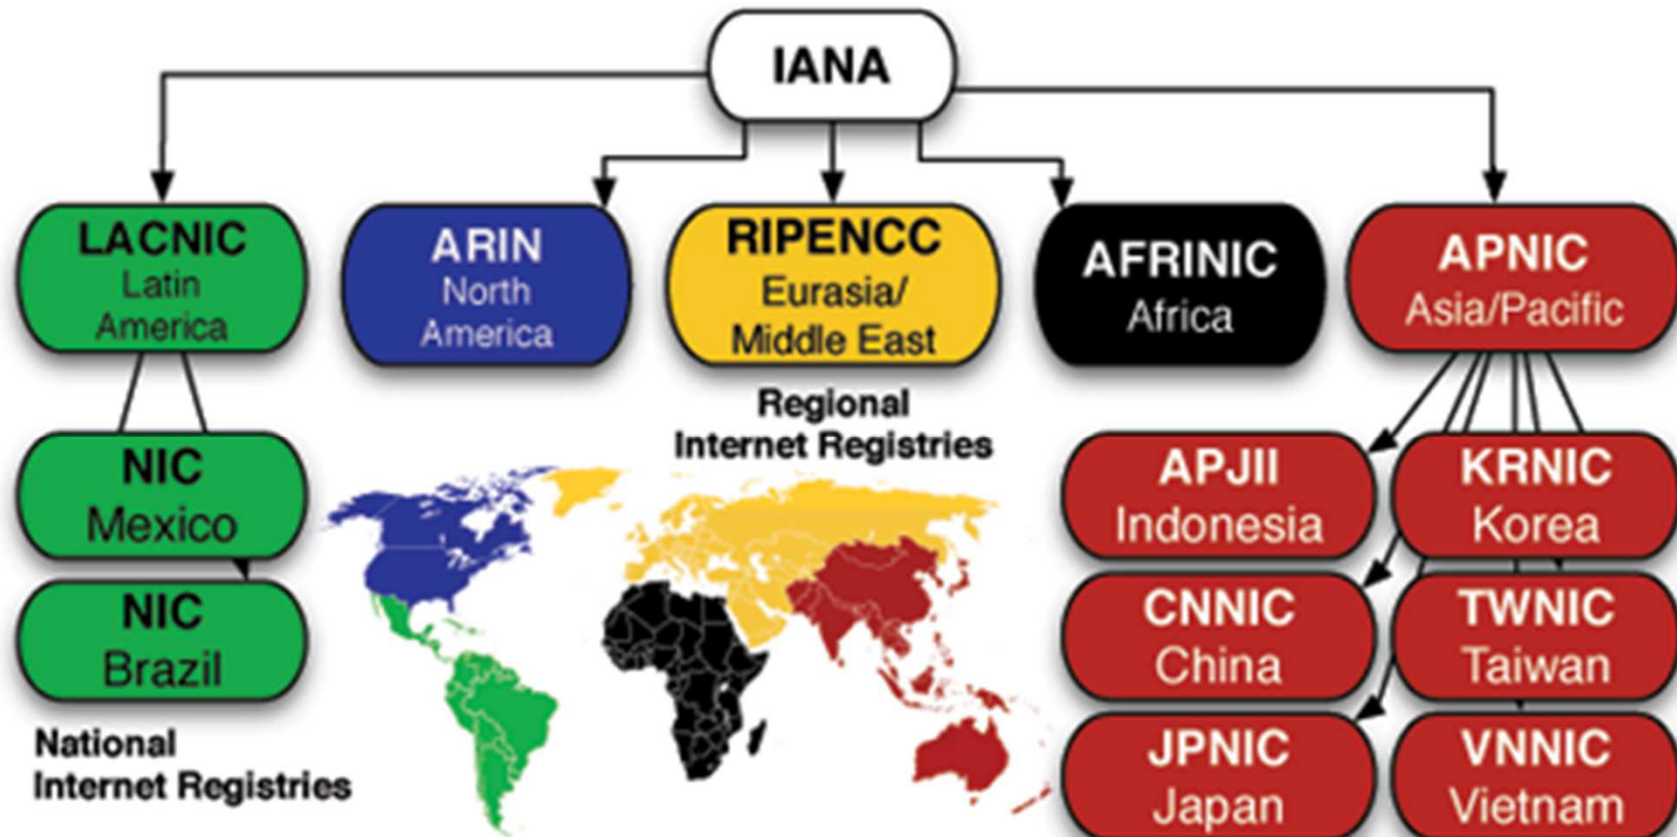 IANA
LACNIC
Latin
America
ARIN
North
America
RIPENCC
Eurasia/
Middle East
AFRINIC
Africa
APNIC
Asia/Pacific
Regional
Internet Registries
NIC
Mexico
NIC
Brazil
National
Internet Registries
APJII
Indonesia
KRNIC
Korea
CNNIC
China
TWNIC
Taiwan
JPNIC
Japan
VNNIC
Vietnam